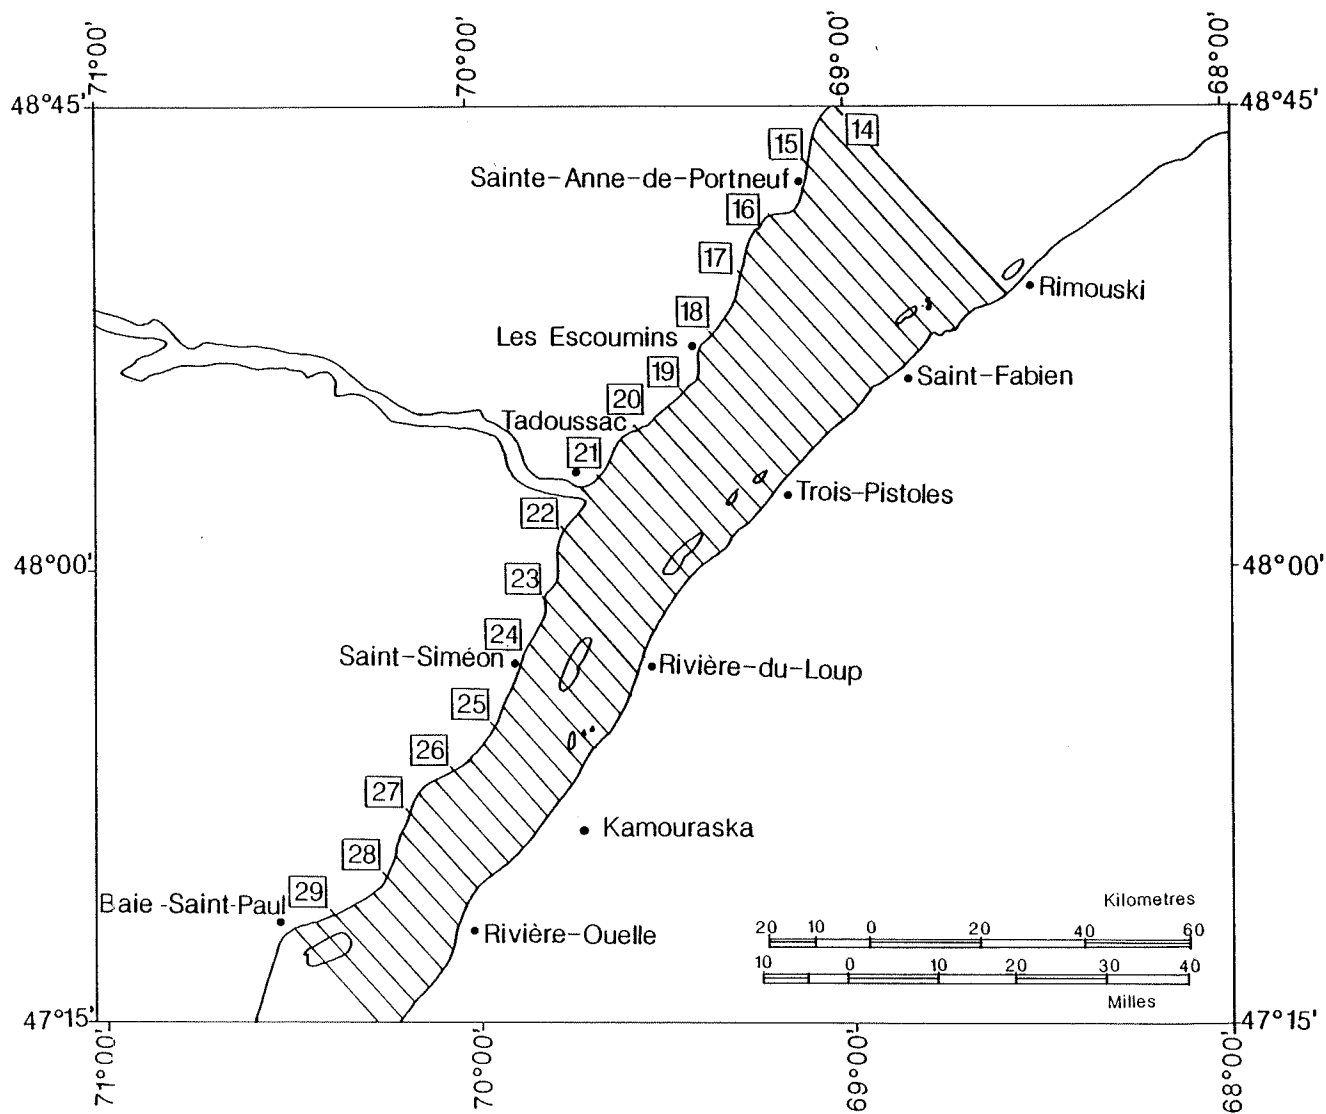 71°00'
70°00'
69°00'
68°00'
48°45'
48°45'
14
15
Sainte-Anne-de-Portneuf
16
17
Rimouski
18
Les Escoumins
19
Saint-Fabien
20
Tadoussac
21
Trois-Pistoles
22
48°00'
48°00'
23
24
Saint-Siméon
Rivière-du-Loup
25
26
27
Kamouraska
28
29
Baie-Saint-Paul
Rivière-Ouelle
Kilometres
20 10 0 20 40 60
10 0 10 20 30 40
Milles
47°15'
47°15'
71°00'
70°00'
69°00'
68°00'